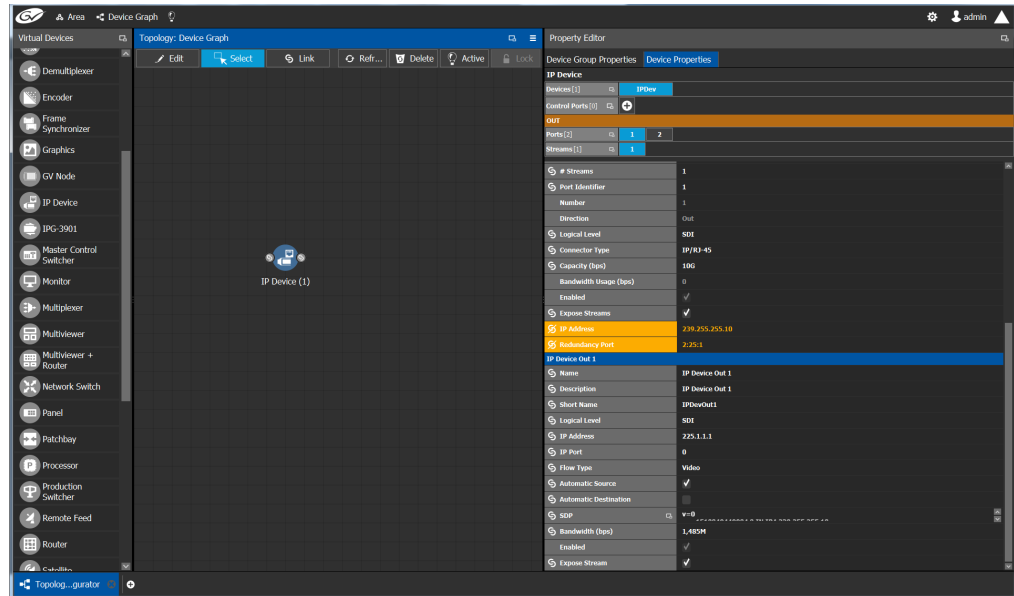 GV Area Device Graph admin
Virtual Devices
Demultiplexer
Encoder
Frame
Synchronizer
Graphics
GV Node
IP Device
IPG-3901
Master Control
Switcher
Monitor
Multiplexer
Multiviewer
Multiviewer +
Router
Network Switch
Panel
Patchbay
Processor
Production
Switcher
Remote Feed
Router
Satellite
Topology: Device Graph
Edit Select Link Refr... Delete Active Lock
IP Device (1)
Property Editor
Device Group Properties Device Properties
IP Device
Devices [1] IPDev
Control Ports [0]
OUT
Ports [2] 1 2
Streams [1] 1
# Streams 1
Port Identifier 1
Number 1
Direction Out
Logical Level SDI
Connector Type IP/RJ-45
Capacity (bps) 10G
Bandwidth Usage (bps) 0
Enabled
Expose Streams
IP Address 239.255.255.10
Redundancy Port 2:25:1
IP Device Out 1
Name IP Device Out 1
Description IP Device Out 1
Short Name IPDevOut1
Logical Level SDI
IP Address 225.1.1.1
IP Port 0
Flow Type Video
Automatic Source
Automatic Destination
SDP v=0
Bandwidth (bps) 1,485M
Enabled
Expose Stream
Topolog...gurator